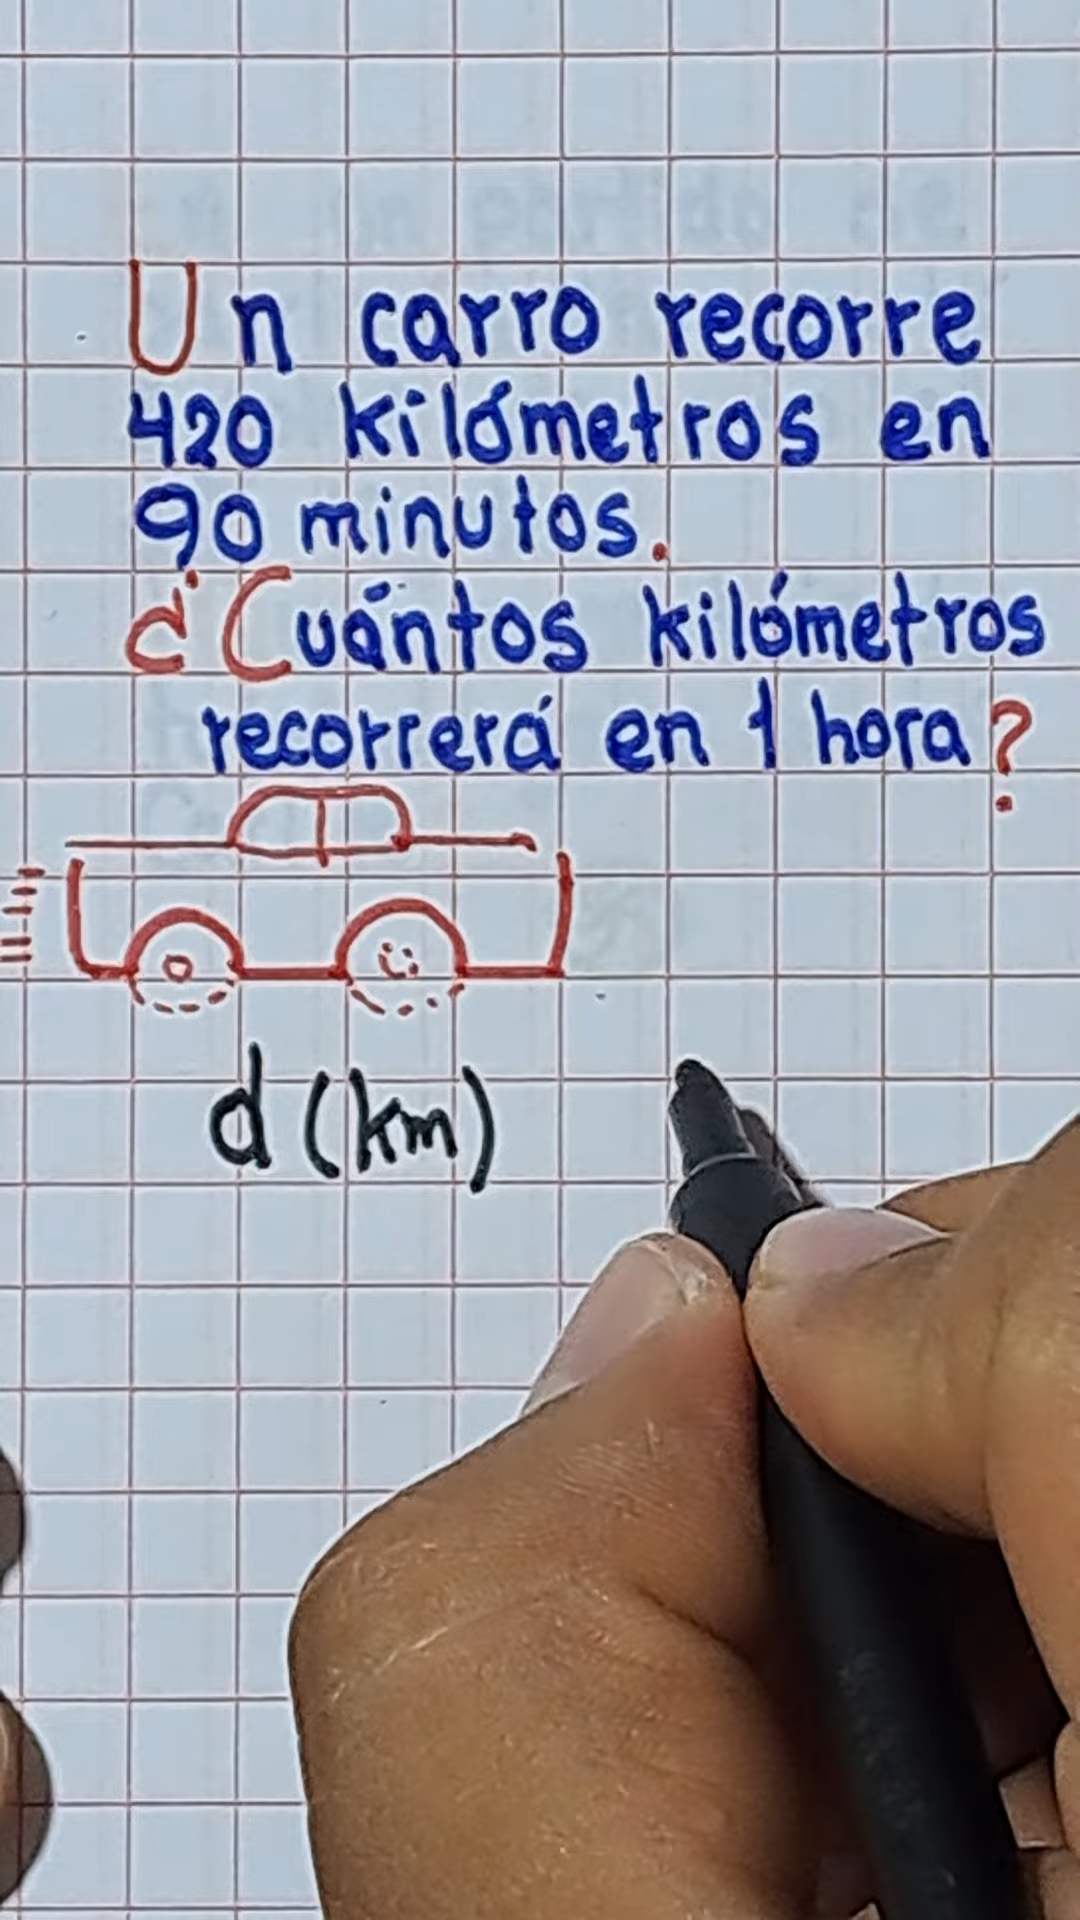 Un carro recorre
420 kilómetros en
90 minutos.
¿Cuántos kilómetros
recorrerá en 1 hora?
d (km)